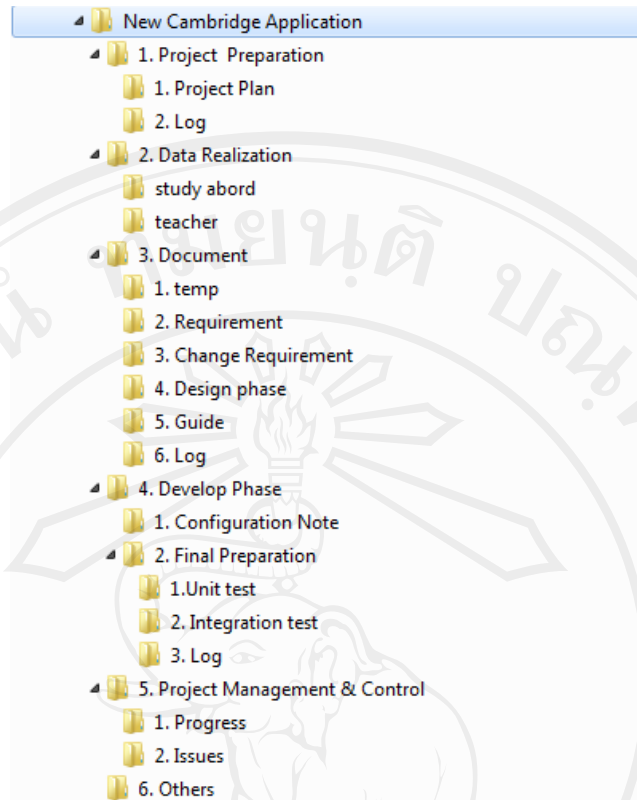 New Cambridge Application
1. Project Preparation
1. Project Plan
2. Log
2. Data Realization
study abord
teacher
3. Document
1. temp
2. Requirement
3. Change Requirement
4. Design phase
5. Guide
6. Log
4. Develop Phase
1. Configuration Note
2. Final Preparation
1.Unit test
2. Integration test
3. Log
5. Project Management & Control
1. Progress
2. Issues
6. Others